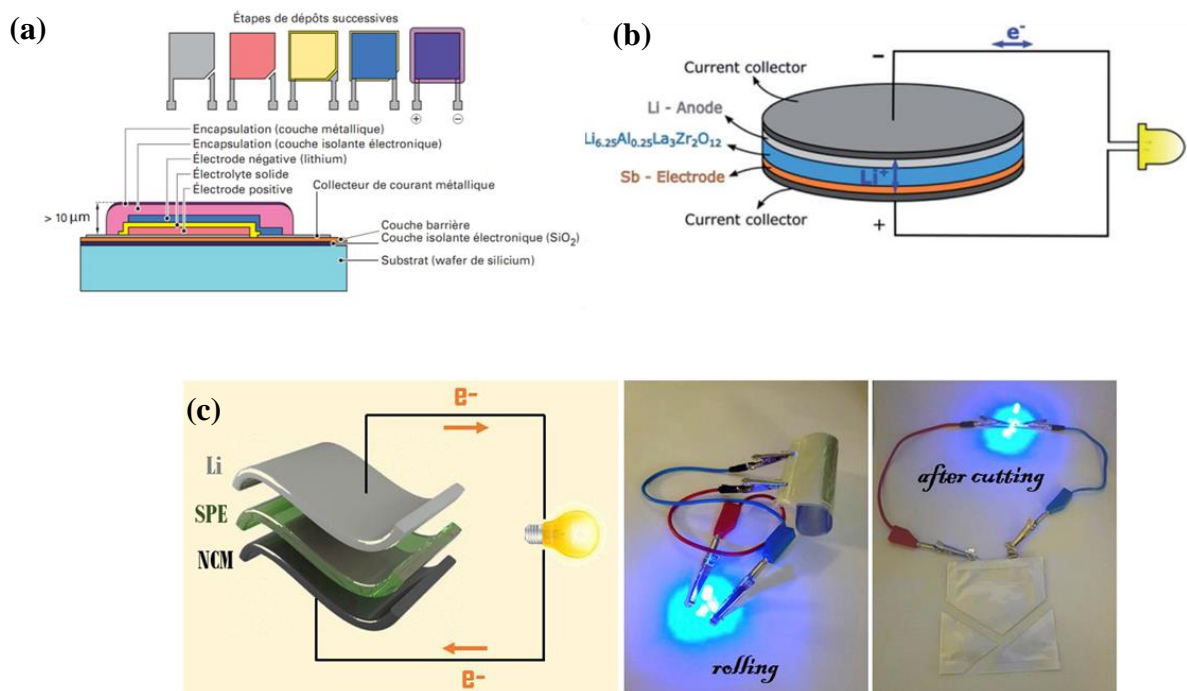 (a)
Étapes de dépôts successives
+
−
Encapsulation (couche métallique)
Encapsulation (couche isolante électronique)
Électrode négative (lithium)
Électrolyte solide
Électrode positive
Collecteur de courant métallique
> 10 µm
Couche barrière
Couche isolante électronique (SiO2)
Substrat (wafer de silicium)
(b)
e-
−
Current collector
Li - Anode
Li6.25Al0.25La3Zr2O12
Sb - Electrode
Li+
Current collector
+
(c)
e-
Li
SPE
NCM
e-
rolling
after cutting